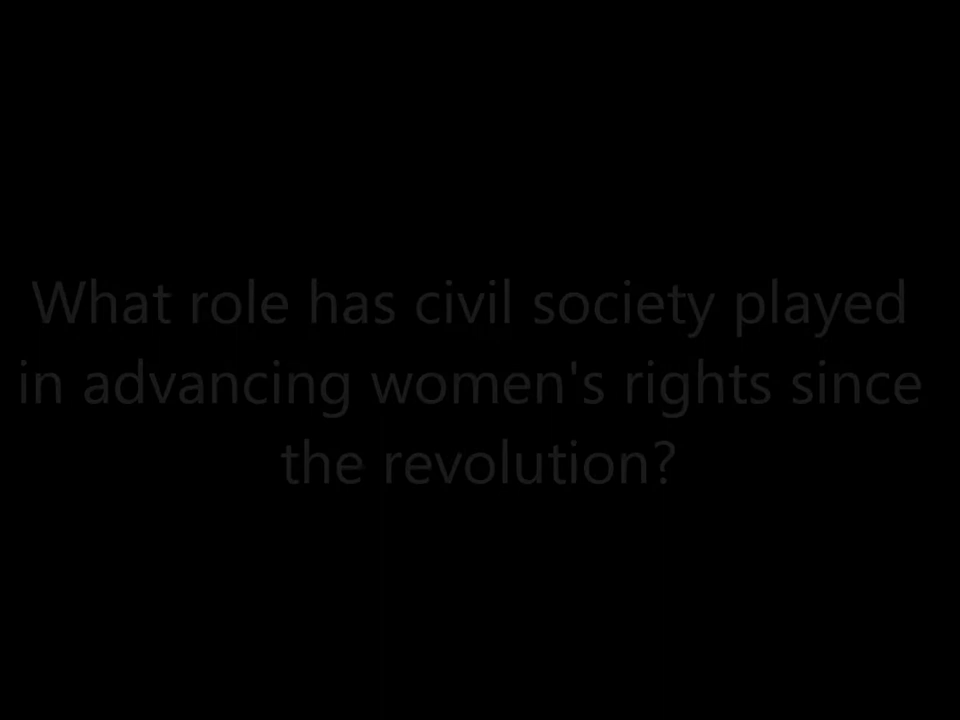 What role has civil society played
in advancing women's rights since
the revolution?